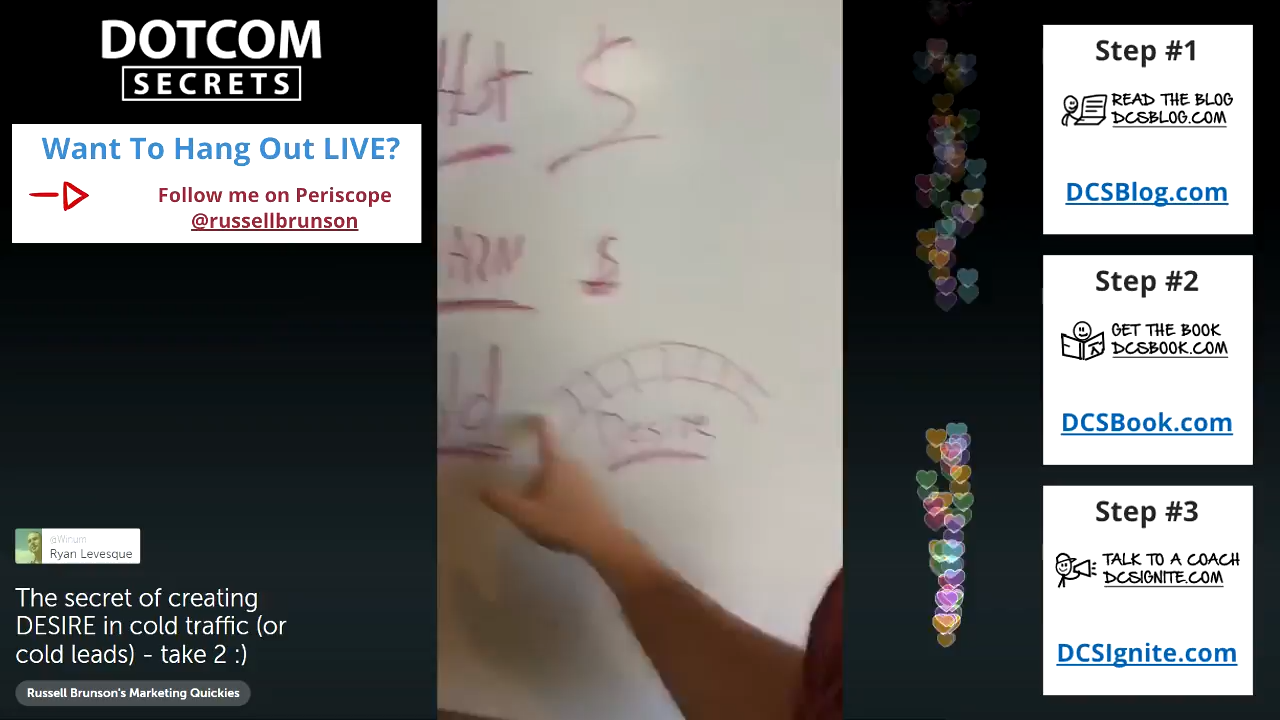 DOTCOM
SECRETS
Want To Hang Out LIVE?
Follow me on Periscope
@russellbrunson
Hot $
$
@Winum
Ryan Levesque
The secret of creating
DESIRE in cold traffic (or
cold leads) - take 2 :)
Russell Brunson's Marketing Quickies
Step #1
READ THE BLOG
DCSBLOG.COM
DCSBlog.com
Step #2
GET THE BOOK
DCSBOOK.COM
DCSBook.com
Step #3
TALK TO A COACH
DCSIGNITE.COM
DCSIgnite.com